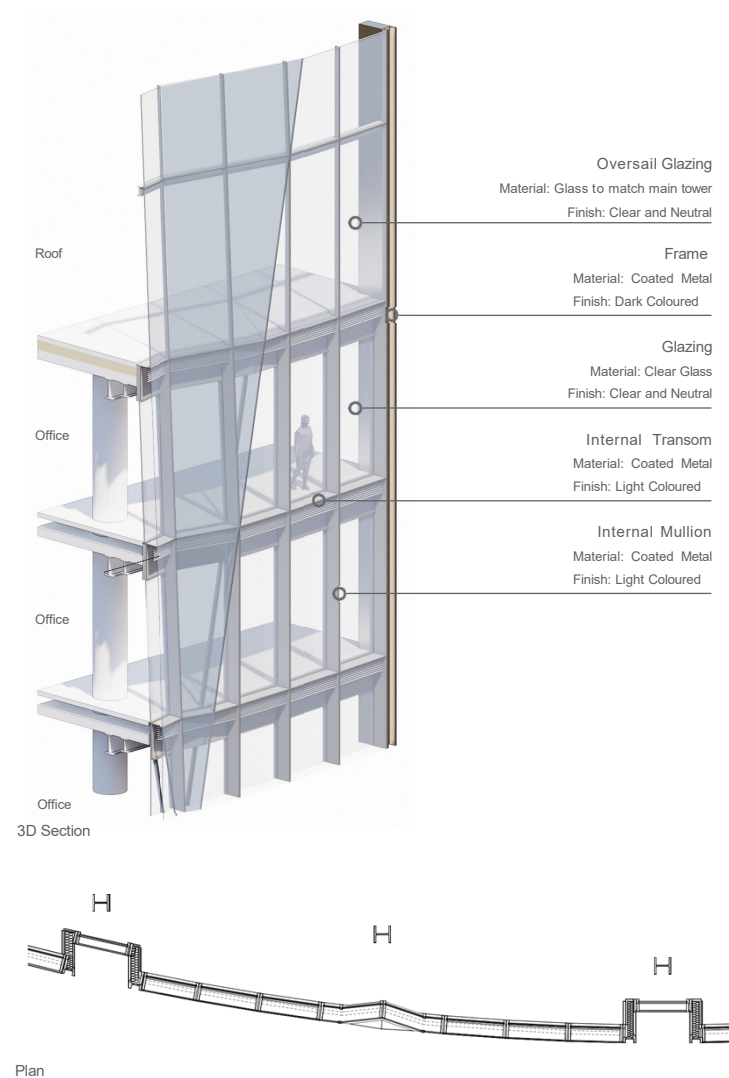 Oversail Glazing
Material: Glass to match main tower
Finish: Clear and Neutral
Roof
Frame
Material: Coated Metal
Finish: Dark Coloured
Glazing
Material: Clear Glass
Finish: Clear and Neutral
Office
Internal Transom
Material: Coated Metal
Finish: Light Coloured
Internal Mullion
Material: Coated Metal
Finish: Light Coloured
Office
Office
3D Section
Plan